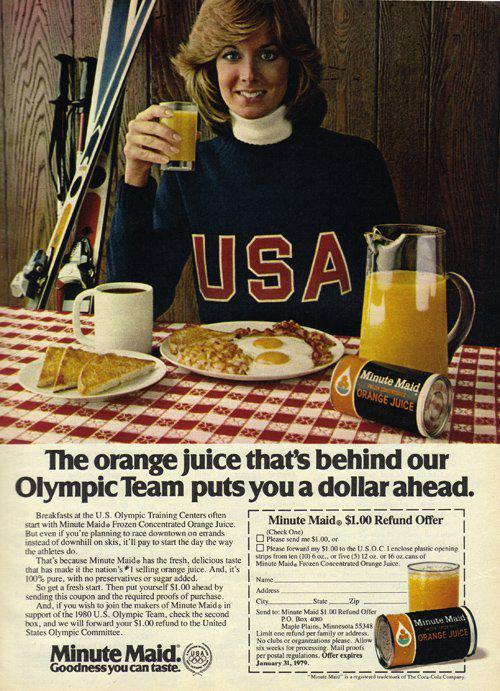 USA
Minute Maid®
FROZEN CONCENTRATED
ORANGE JUICE
The orange juice that's behind our
Olympic Team puts you a dollar ahead.
Breakfasts at the U.S. Olympic Training Centers often
start with Minute Maid® Frozen Concentrated Orange Juice.
But even if you're planning to race downtown on errands
instead of downhill on skis, it'll pay to start the day the way
the athletes do.
That's because Minute Maid® has the fresh, delicious taste
that has made it the nation's #1 selling orange juice. And, it's
100% pure, with no preservatives or sugar added.
So get a fresh start. Then put yourself $1.00 ahead by
sending this coupon and the required proofs of purchase.
And, if you wish to join the makers of Minute Maid in
support of the 1980 U.S. Olympic Team, check the second
box, and we will forward your $1.00 refund to the United
States Olympic Committee.
Minute Maid®
Goodness you can taste.
USA
Minute Maid® $1.00 Refund Offer
(Check One)
Please send me $1.00, or
Please forward my $1.00 to the U.S.O.C. I enclose plastic opening
strips from ten (10) 6 oz., or five (5) 12 oz. or 16 oz. cans of
Minute Maid® Frozen Concentrated Orange Juice.
Name
Address
City State Zip
Send to: Minute Maid $1.00 Refund Offer
P.O. Box 4080
Maple Plains, Minnesota 55348
Limit one refund per family or address.
No clubs or organizations please. Allow
six weeks for processing. Mail proofs
per postal regulations. Offer expires
January 31, 1979.
Minute Maid
ORANGE JUICE
"Minute Maid" is a registered trademark of The Coca-Cola Company.